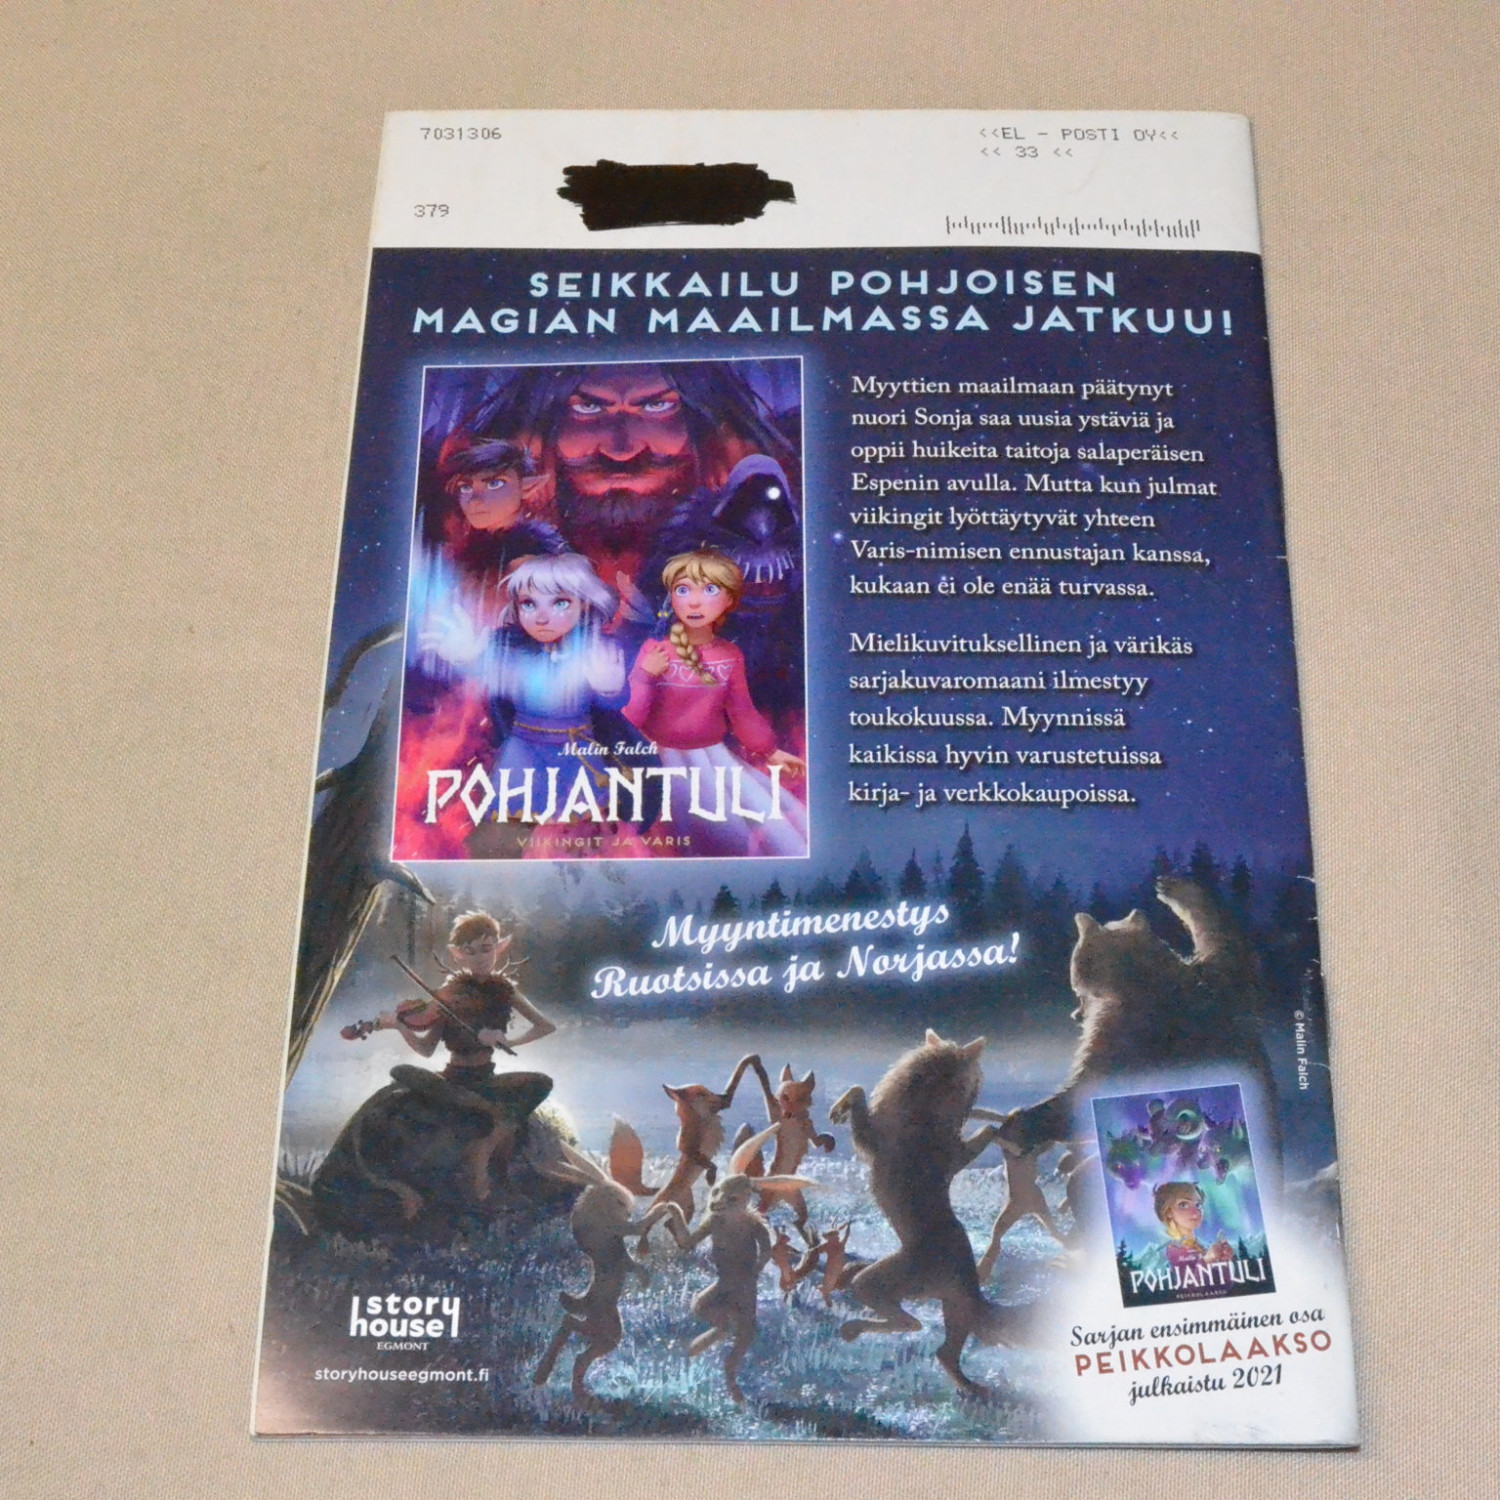 7031306
<<EL - POSTI OY<<
<< 33 <<
379
SEIKKAILU POHJOISEN
MAGIAN MAAILMASSA JATKUU!
Myyttien maailmaan päätynyt
nuori Sonja saa uusia ystäviä ja
oppii huikeita taitoja salaperäisen
Espenin avulla. Mutta kun julmat
viikingit lyöttäytyvät yhteen
Varis-nimisen ennustajan kanssa,
kukaan ei ole enää turvassa.
Mielikuvituksellinen ja värikäs
sarjakuvaromaani ilmestyy
toukokuussa. Myynnissä
kaikissa hyvin varustetuissa
kirja- ja verkkokaupoissa.
Malin Falch
POHJANTULI
VIIKINGIT JA VARIS
Myyntimenestys
Ruotsissa ja Norjassa!
© Malin Falch
Malin Falch
POHJANTULI
PEIKKOLAAKSO
Sarjan ensimmäinen osa
PEIKKOLAAKSO
julkaistu 2021
story
house
EGMONT
storyhouseegmont.fi